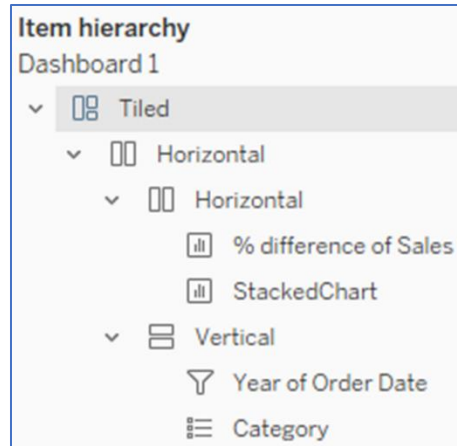 Item hierarchy
Dashboard 1
Tiled
Horizontal
Horizontal
% difference of Sales
StackedChart
Vertical
Year of Order Date
Category